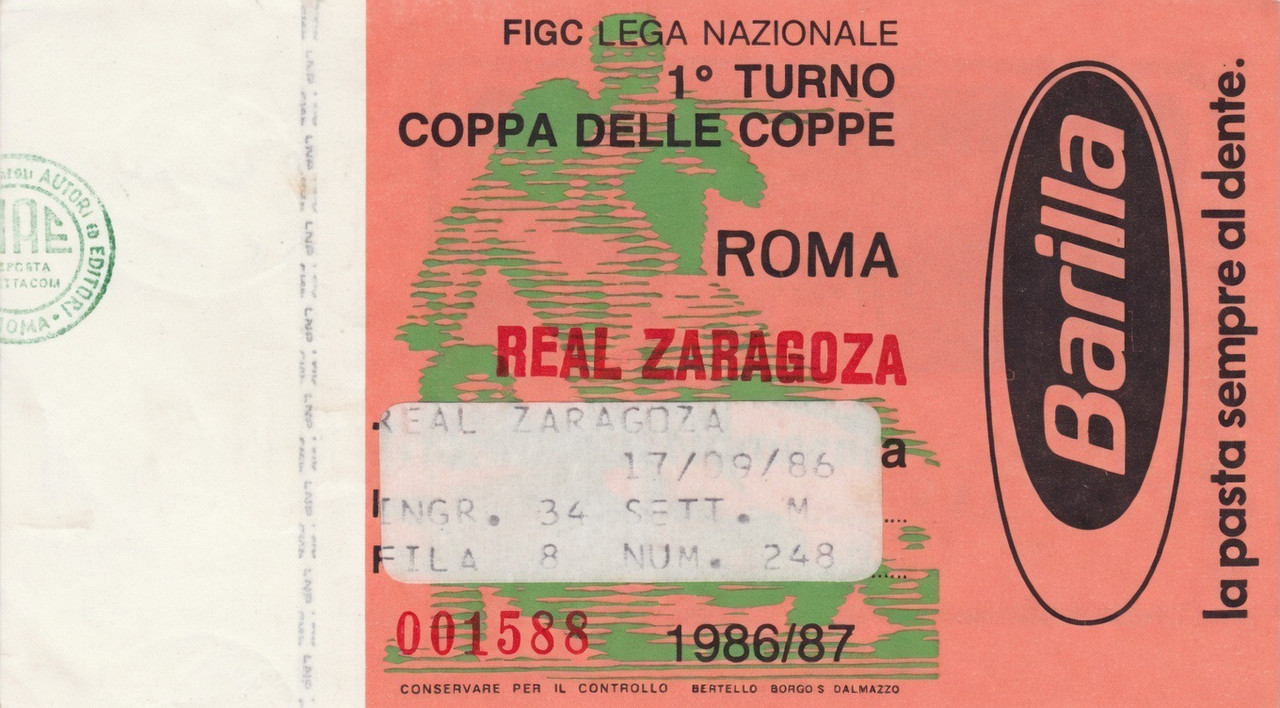 FIGC LEGA NAZIONALE
1° TURNO
COPPA DELLE COPPE
ROMA
REAL ZARAGOZA
REAL ZARAGOZA
17/09/86
a
INGR. 34 SETT. M
FILA 8 NUM. 248
001588 1986/87
CONSERVARE PER IL CONTROLLO BERTELLO BORGO S DALMAZZO
Barilla
la pasta sempre al dente.
AUTORI ED EDITORI